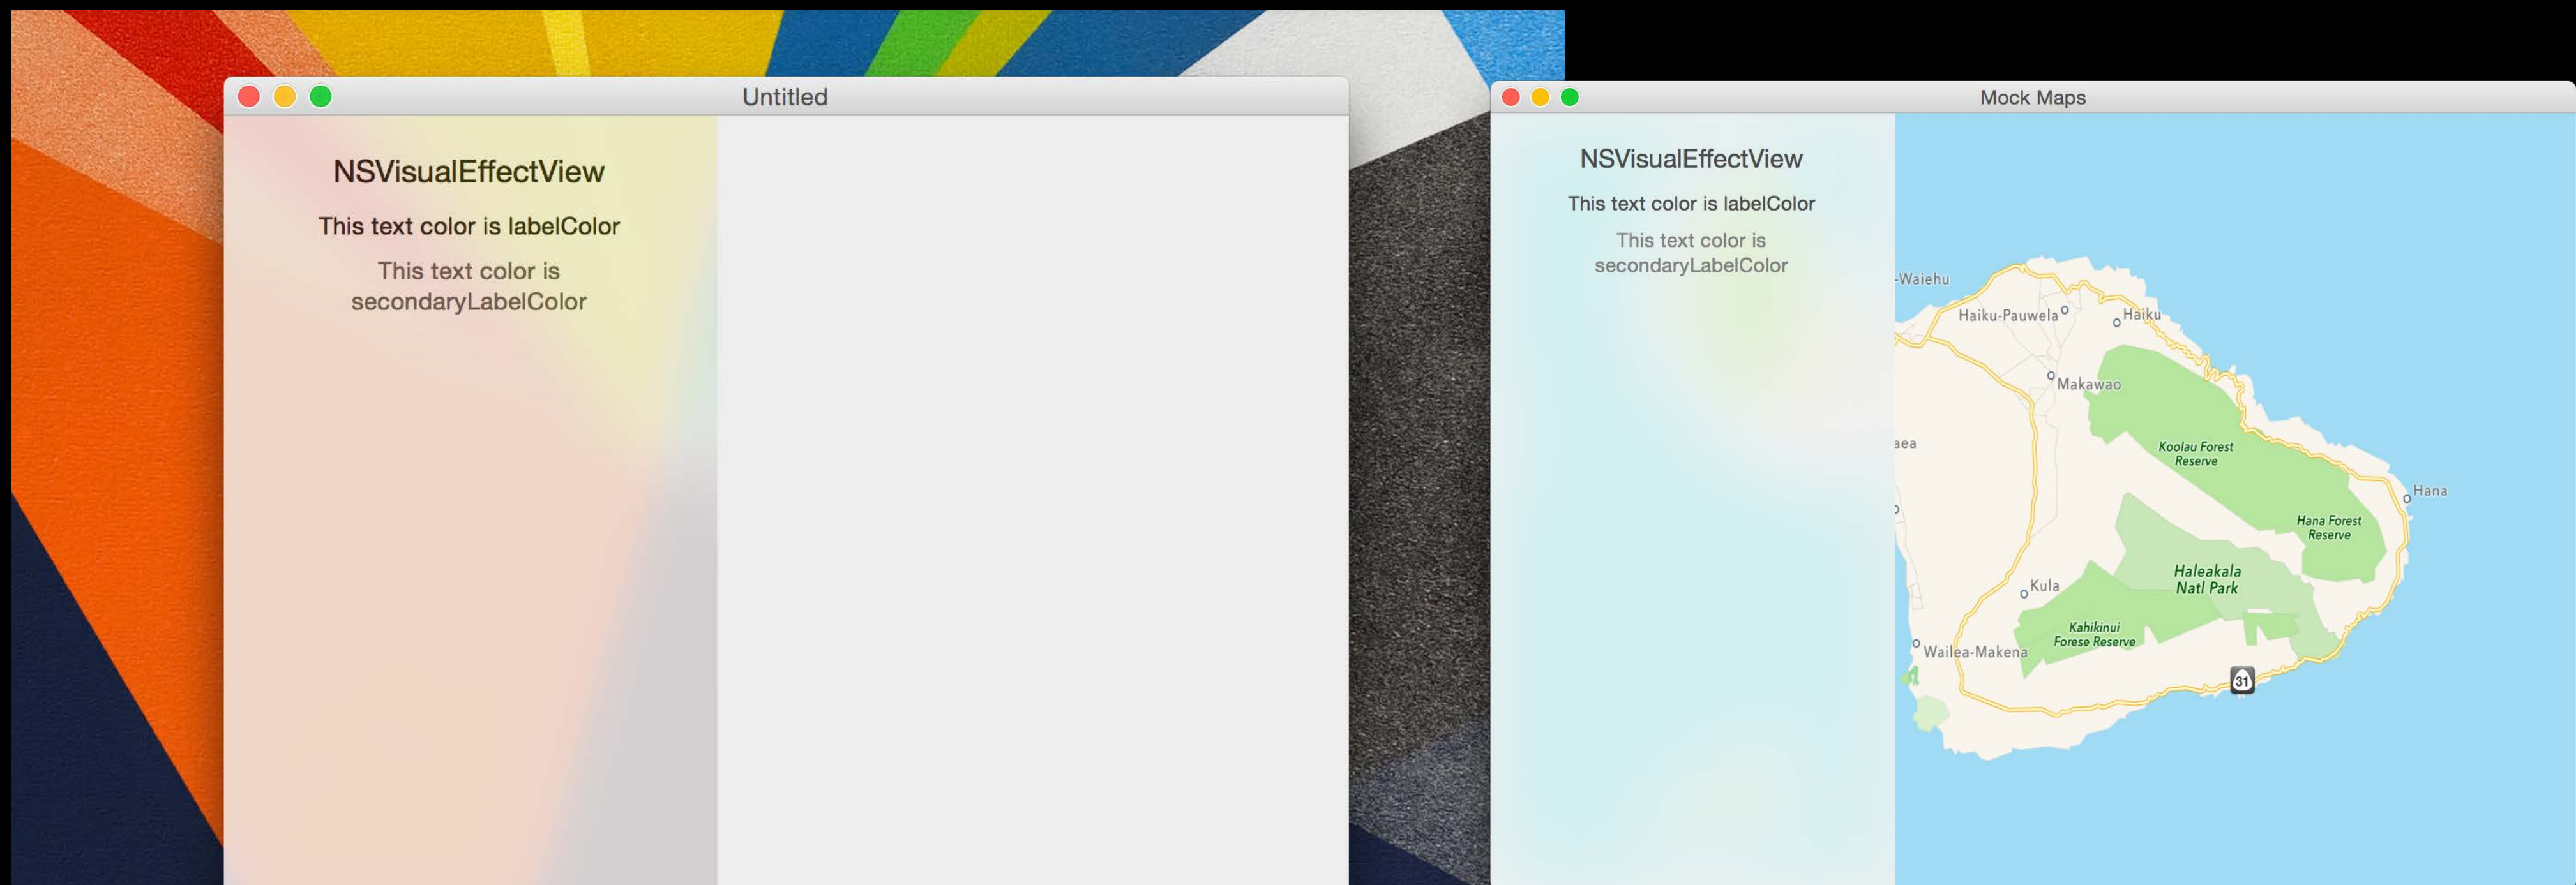 Untitled
NSVisualEffectView
This text color is labelColor
This text color is
secondaryLabelColor
Mock Maps
NSVisualEffectView
This text color is labelColor
This text color is
secondaryLabelColor
-Waiehu
Haiku-Pauwela
Haiku
Makawao
aea
Koolau Forest
Reserve
Hana
Hana Forest
Reserve
Haleakala
Natl Park
Kula
Kahikinui
Forese Reserve
Wailea-Makena
31